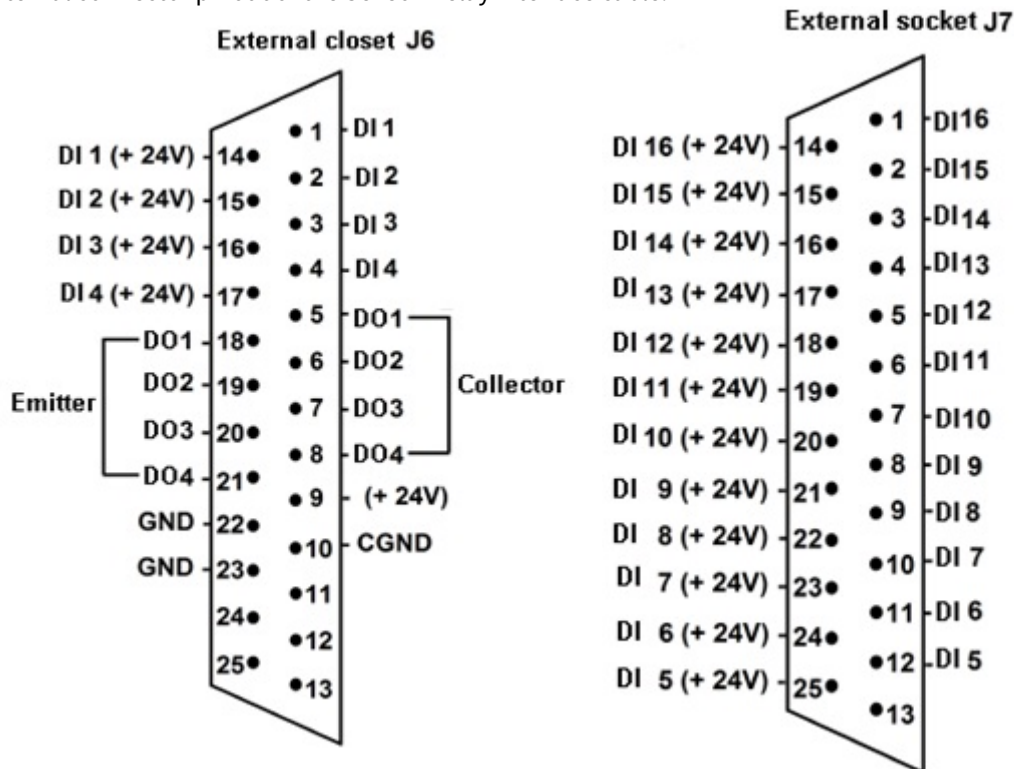 External closet J6
14
DI 1 (+ 24V)
15
DI 2 (+ 24V)
16
DI 3 (+ 24V)
17
DI 4 (+ 24V)
18
DO1
19
DO2
20
DO3
21
DO4
Emitter
22
GND
23
GND
24
25
1
DI 1
2
DI 2
3
DI 3
4
DI 4
5
DO1
6
DO2
7
DO3
8
DO4
Collector
9
(+ 24V)
10
CGND
11
12
13
External socket J7
DI 16 (+ 24V)
14
DI 15 (+ 24V)
15
DI 14 (+ 24V)
16
DI 13 (+ 24V)
17
DI 12 (+ 24V)
18
DI 11 (+ 24V)
19
DI 10 (+ 24V)
20
DI 9 (+ 24V)
21
DI 8 (+ 24V)
22
DI 7 (+ 24V)
23
DI 6 (+ 24V)
24
DI 5 (+ 24V)
25
1
DI16
2
DI15
3
DI14
4
DI13
5
DI12
6
DI11
7
DI10
8
DI 9
9
DI 8
10
DI 7
11
DI 6
12
DI 5
13